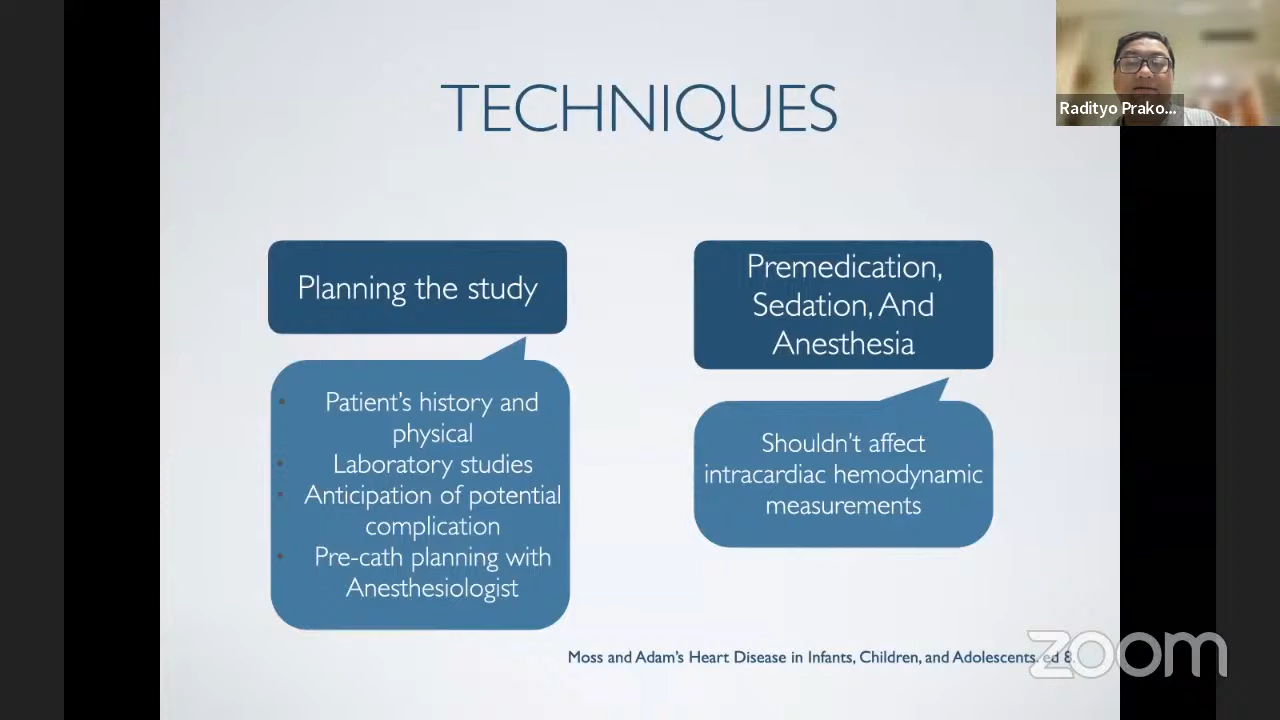 TECHNIQUES
Radityo Prako...
Planning the study
Patient's history and
physical
Laboratory studies
Anticipation of potential
complication
Pre-cath planning with
Anesthesiologist
Premedication,
Sedation, And
Anesthesia
Shouldn't affect
intracardiac hemodynamic
measurements
Moss and Adam's Heart Disease in Infants, Children, and Adolescents. ed 8.
zoom